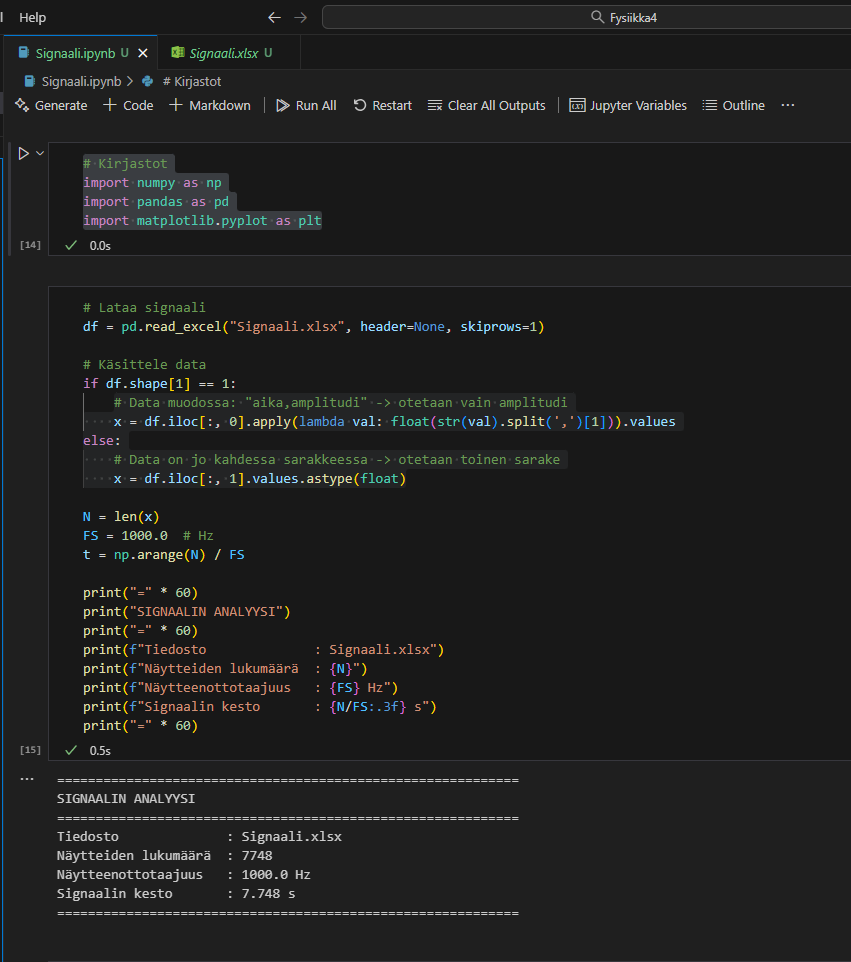 Help
Fysiikka4
Signaali.ipynb U
Signaali.xlsx U
Signaali.ipynb > # Kirjastot
Generate + Code + Markdown | Run All Restart Clear All Outputs | Jupyter Variables Outline ...
# Kirjastot
import numpy as np
import pandas as pd
import matplotlib.pyplot as plt
[14] 0.0s
# Lataa signaali
df = pd.read_excel("Signaali.xlsx", header=None, skiprows=1)
# Käsittele data
if df.shape[1] == 1:
# Data muodossa: "aika,amplitudi" -> otetaan vain amplitudi
x = df.iloc[:, 0].apply(lambda val: float(str(val).split(',')[1])).values
else:
# Data on jo kahdessa sarakkeessa -> otetaan toinen sarake
x = df.iloc[:, 1].values.astype(float)
N = len(x)
FS = 1000.0  # Hz
t = np.arange(N) / FS
print("=" * 60)
print("SIGNAALIN ANALYYSI")
print("=" * 60)
print(f"Tiedosto              : Signaali.xlsx")
print(f"Näytteiden lukumäärä  : {N}")
print(f"Näytteenottotaajuus   : {FS} Hz")
print(f"Signaalin kesto       : {N/FS:.3f} s")
print("=" * 60)
[15] 0.5s
...
============================================================
SIGNAALIN ANALYYSI
============================================================
Tiedosto              : Signaali.xlsx
Näytteiden lukumäärä  : 7748
Näytteenottotaajuus   : 1000.0 Hz
Signaalin kesto       : 7.748 s
============================================================